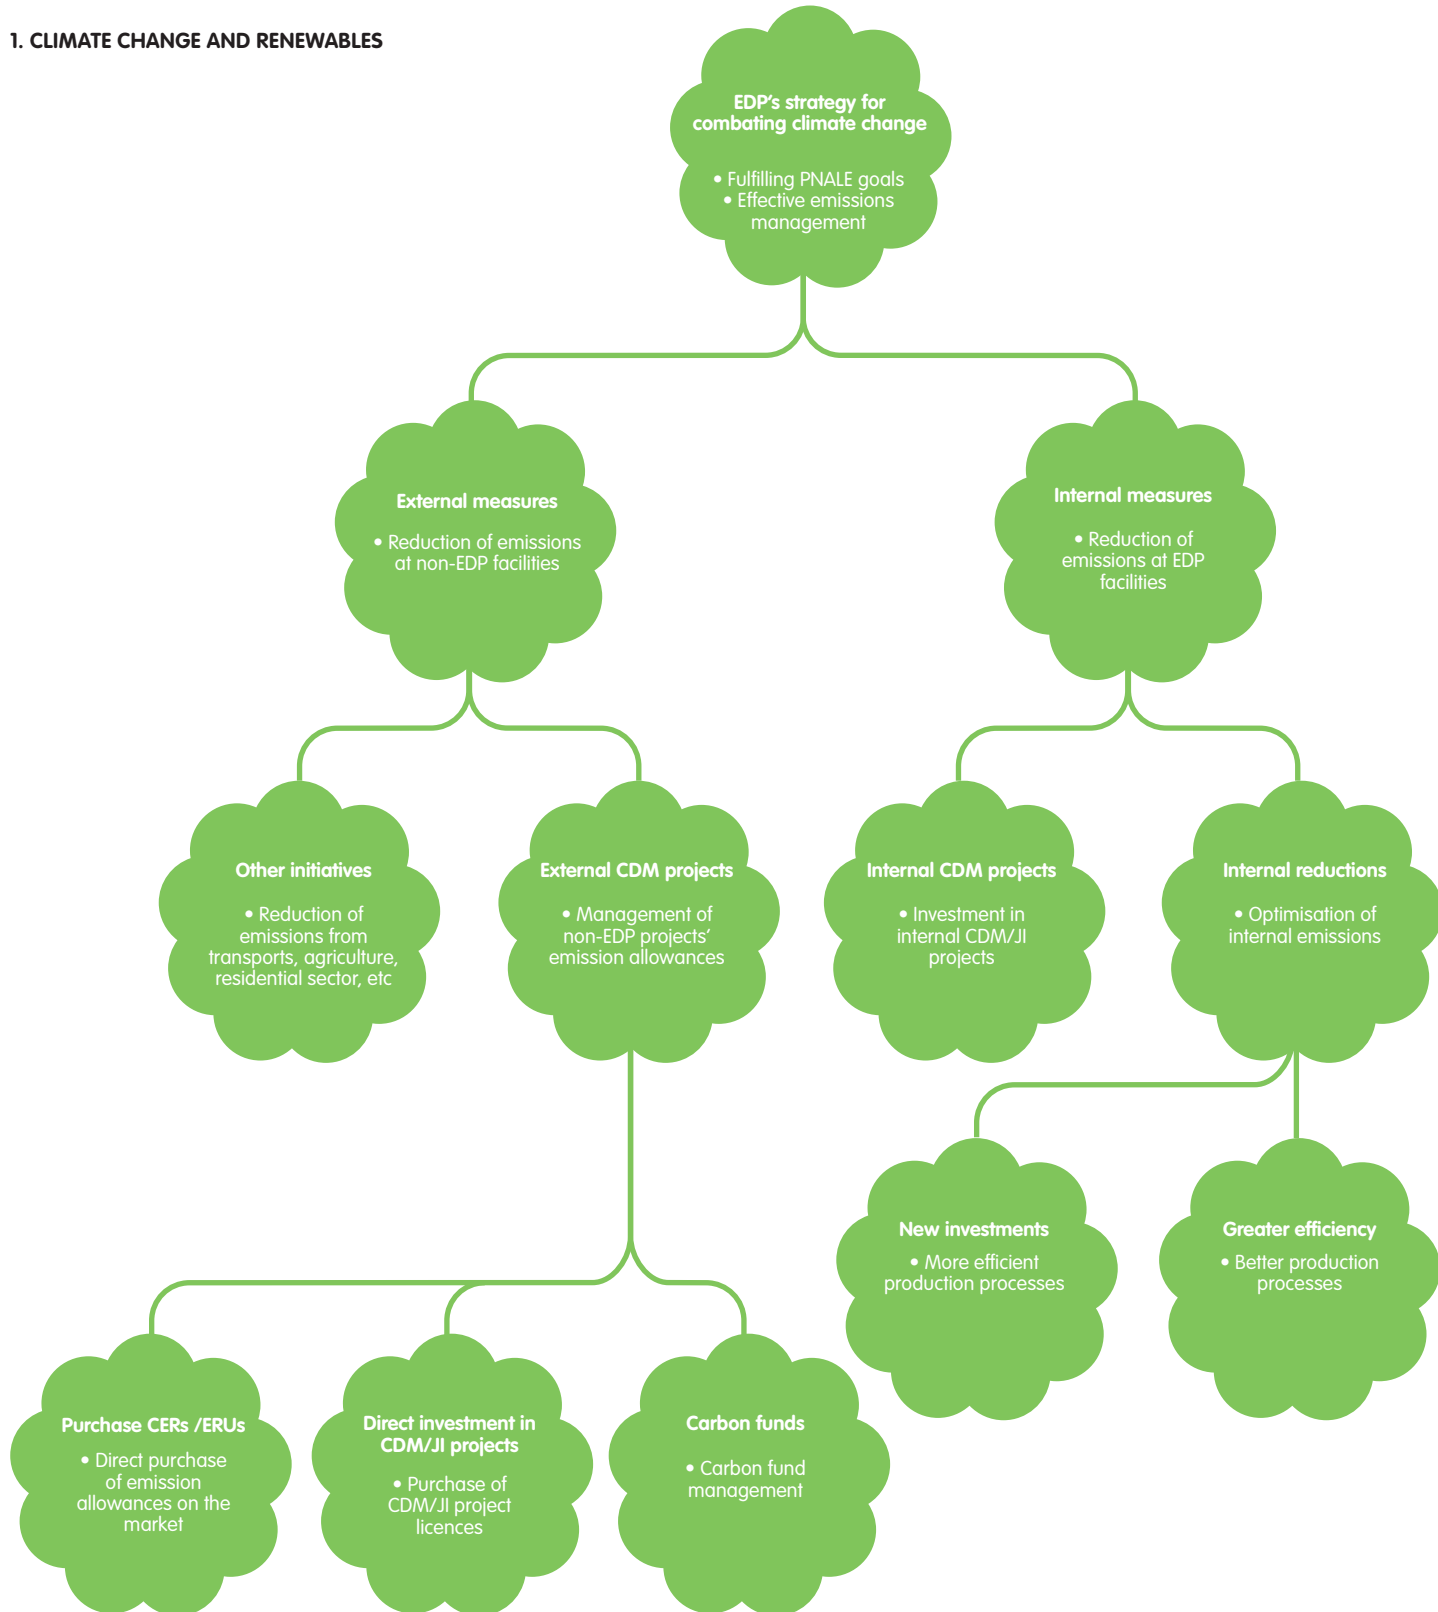 1. CLIMATE CHANGE AND RENEWABLES
EDP's strategy for
combating climate change
• Fulfilling PNALE goals
• Effective emissions
management
External measures
• Reduction of emissions
at non-EDP facilities
Internal measures
• Reduction of
emissions at EDP
facilities
Other initiatives
• Reduction of
emissions from
transports, agriculture,
residential sector, etc
External CDM projects
• Management of
non-EDP projects'
emission allowances
Internal CDM projects
• Investment in
internal CDM/JI
projects
Internal reductions
• Optimisation of
internal emissions
New investments
• More efficient
production processes
Greater efficiency
• Better production
processes
Purchase CERs /ERUs
• Direct purchase
of emission
allowances on the
market
Direct investment in
CDM/JI projects
• Purchase of
CDM/JI project
licences
Carbon funds
• Carbon fund
management